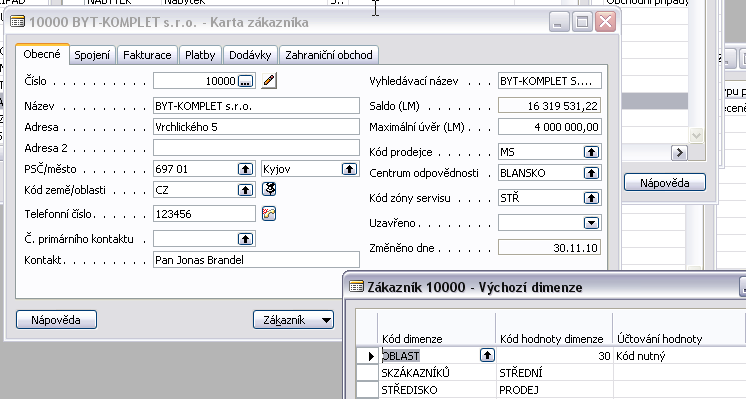 Obchodní případy
10000 BYT-KOMPLET s.r.o. - Karta zákazníka
Obecné Spojení Fakturace Platby Dodávky Zahraniční obchod
Číslo . . . . . . . . . . . 10000 ...
Název . . . . . . . . . . BYT-KOMPLET s.r.o.
Adresa . . . . . . . . . Vrchlického 5
Adresa 2 . . . . . . . .
PSČ/město . . . . . . . 697 01 Kyjov
Kód země/oblasti . . . . CZ
Telefonní číslo . . . . . 123456
Č. primárního kontaktu .
Kontakt . . . . . . . . . Pan Jonas Brandel
Vyhledávací název . . . BYT-KOMPLET S....
Saldo (LM) . . . . . . . 16 319 531,22
Maximální úvěr (LM) . . . 4 000 000,00
Kód prodejce . . . . . . MS
Centrum odpovědnosti . BLANSKO
Kód zóny servisu . . . . STŘ
Uzavřeno . . . . . . . .
Změněno dne . . . . . . 30.11.10
Nápověda Zákazník
Nápověda
Zákazník 10000 - Výchozí dimenze
Kód dimenze Kód hodnoty dimenze Účtování hodnoty
OBLAST 30 Kód nutný
SKZÁKAZNÍKŮ STŘEDNÍ
STŘEDISKO PRODEJ